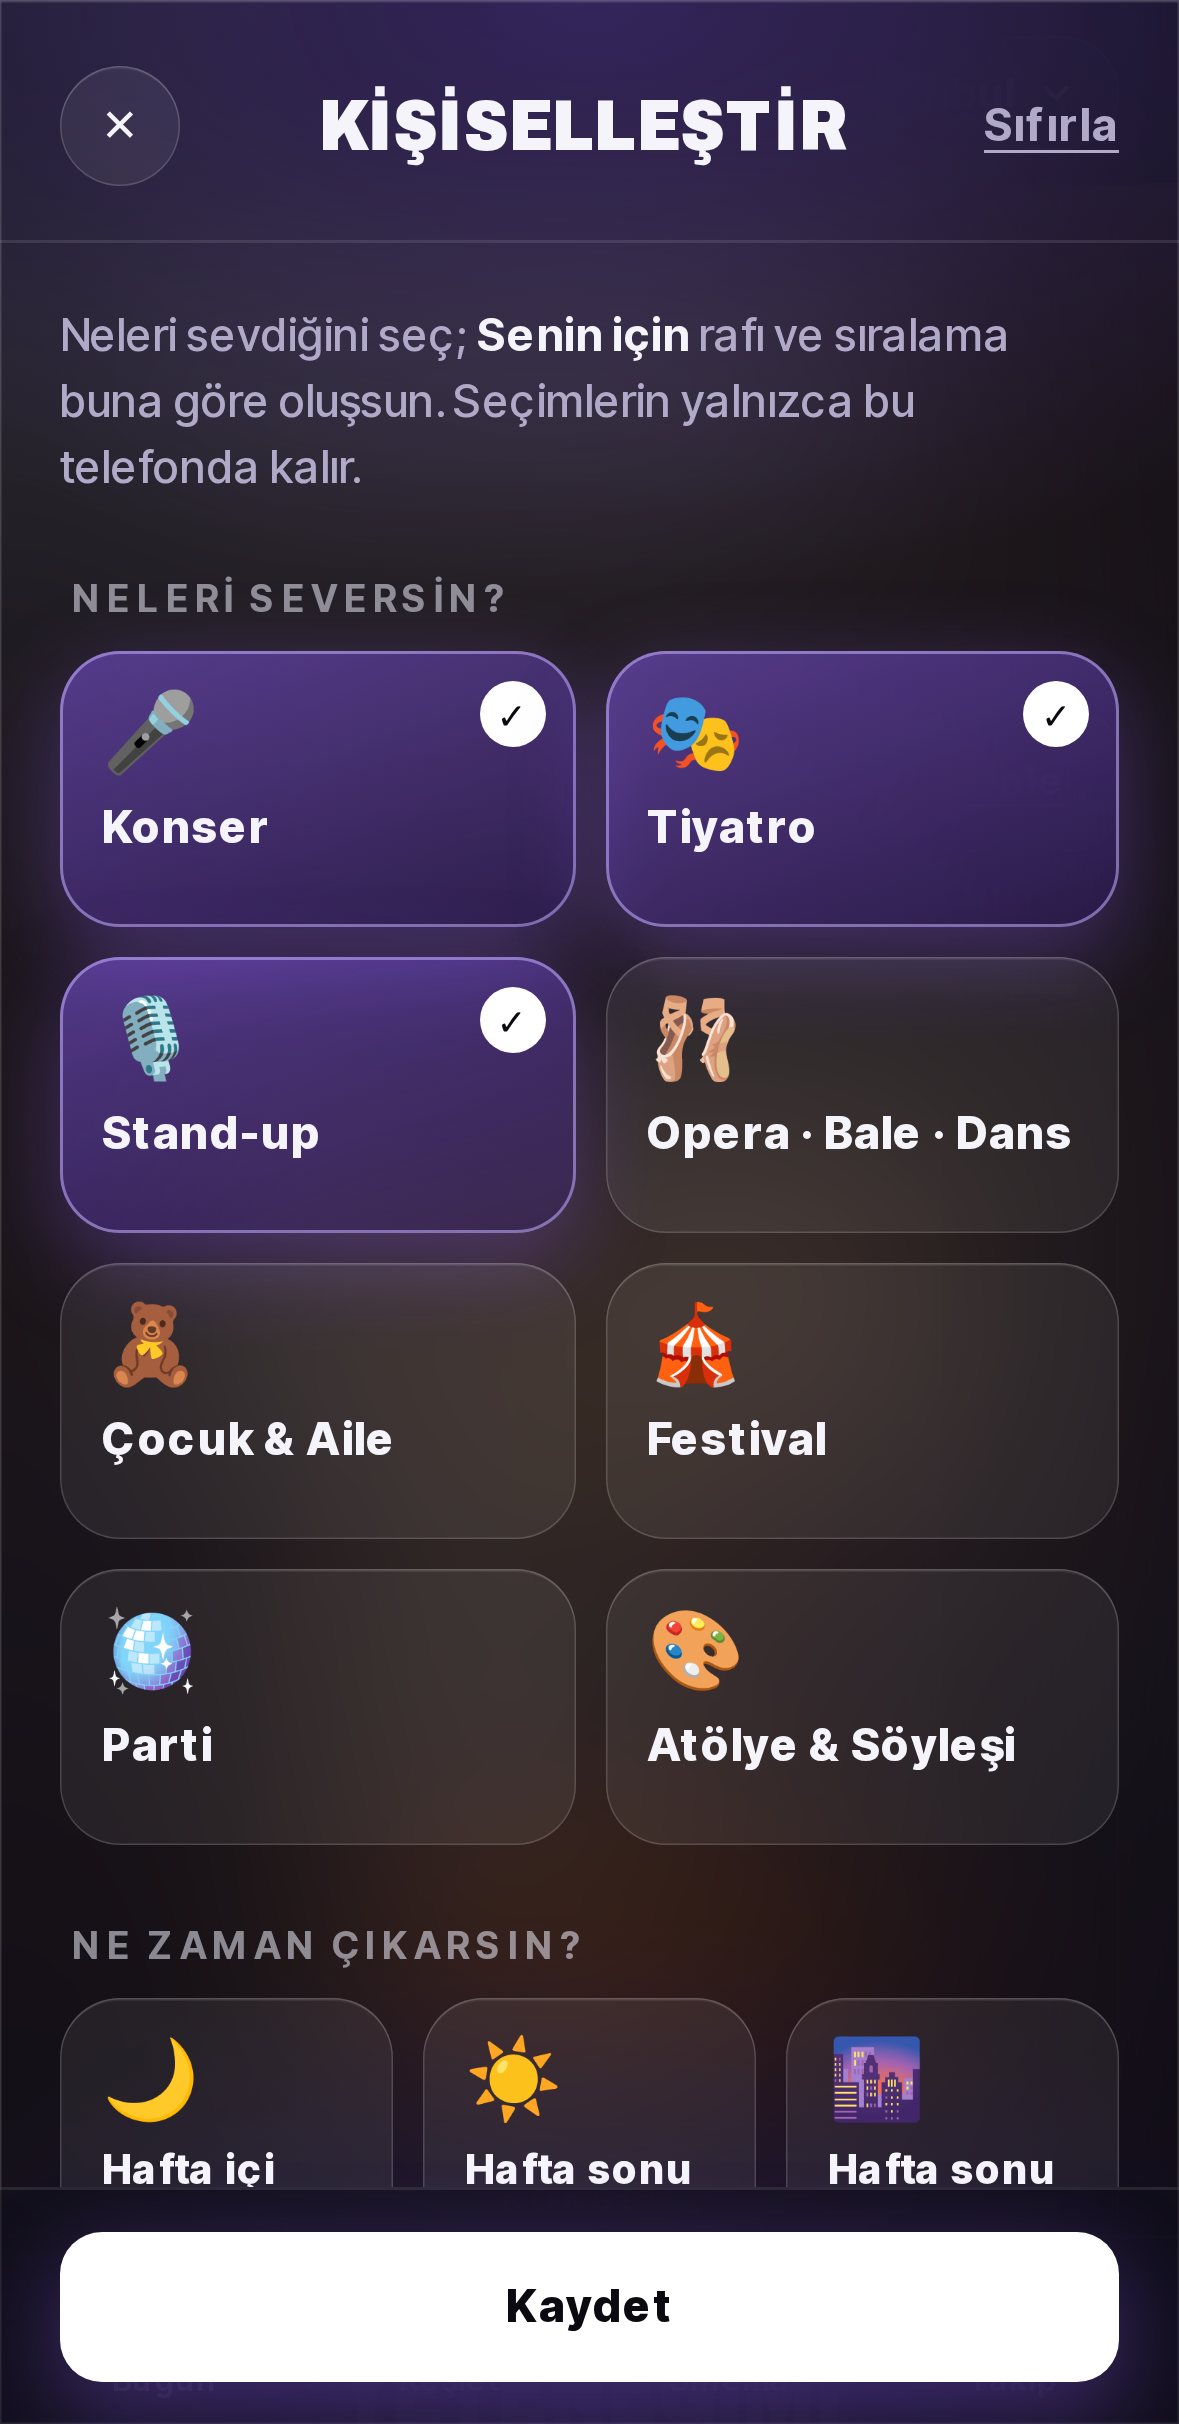 KİŞİSELLEŞTİR
Sıfırla
Neleri sevdiğini seç; Senin için rafı ve sıralama
buna göre oluşsun. Seçimlerin yalnızca bu
telefonda kalır.
NELERİ SEVERSİN?
Konser
Tiyatro
Stand-up
Opera · Bale · Dans
Çocuk & Aile
Festival
Parti
Atölye & Söyleşi
NE ZAMAN ÇIKARSIN?
Hafta içi
Hafta sonu
Hafta sonu
Kaydet